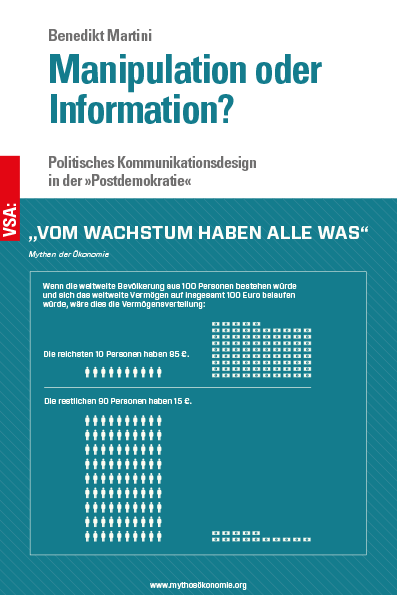 Benedikt Martini
Manipulation oder
Information?
Politisches Kommunikationsdesign
in der »Postdemokratie«
VSA:
„VOM WACHSTUM HABEN ALLE WAS“
Mythen der Ökonomie
Wenn die weltweite Bevölkerung aus 100 Personen bestehen würde
und sich das weltweite Vermögen auf insgesamt 100 Euro belaufen
würde, wäre dies die Vermögensverteilung:
Die reichsten 10 Personen haben 85 €.
Die restlichen 90 Personen haben 15 €.
www.mythosökonomie.org